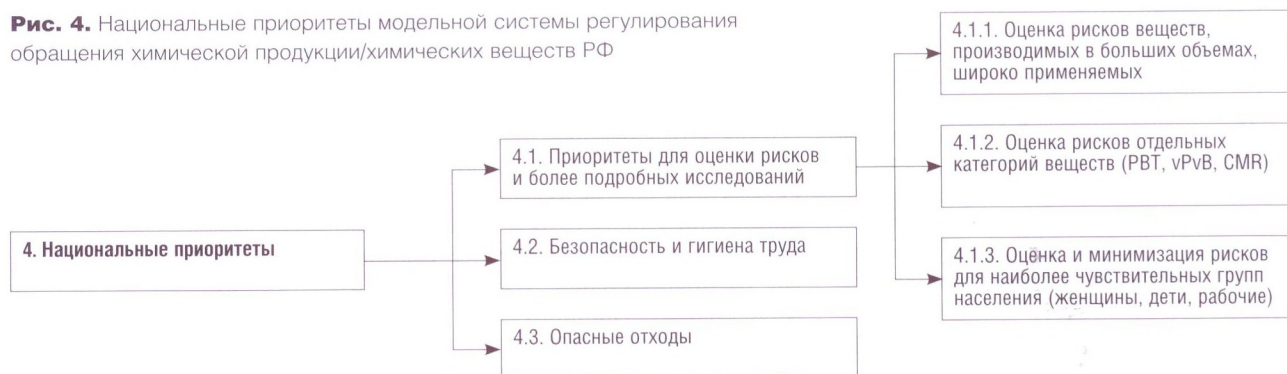 Рис. 4. Национальные приоритеты модельной системы регулирования
обращения химической продукции/химических веществ РФ
4. Национальные приоритеты
4.1. Приоритеты для оценки рисков
и более подробных исследований
4.2. Безопасность и гигиена труда
4.3. Опасные отходы
4.1.1. Оценка рисков веществ,
производимых в больших объемах,
широко применяемых
4.1.2. Оценка рисков отдельных
категорий веществ (PBT, vPvB, CMR)
4.1.3. Оценка и минимизация рисков
для наиболее чувствительных групп
населения (женщины, дети, рабочие)